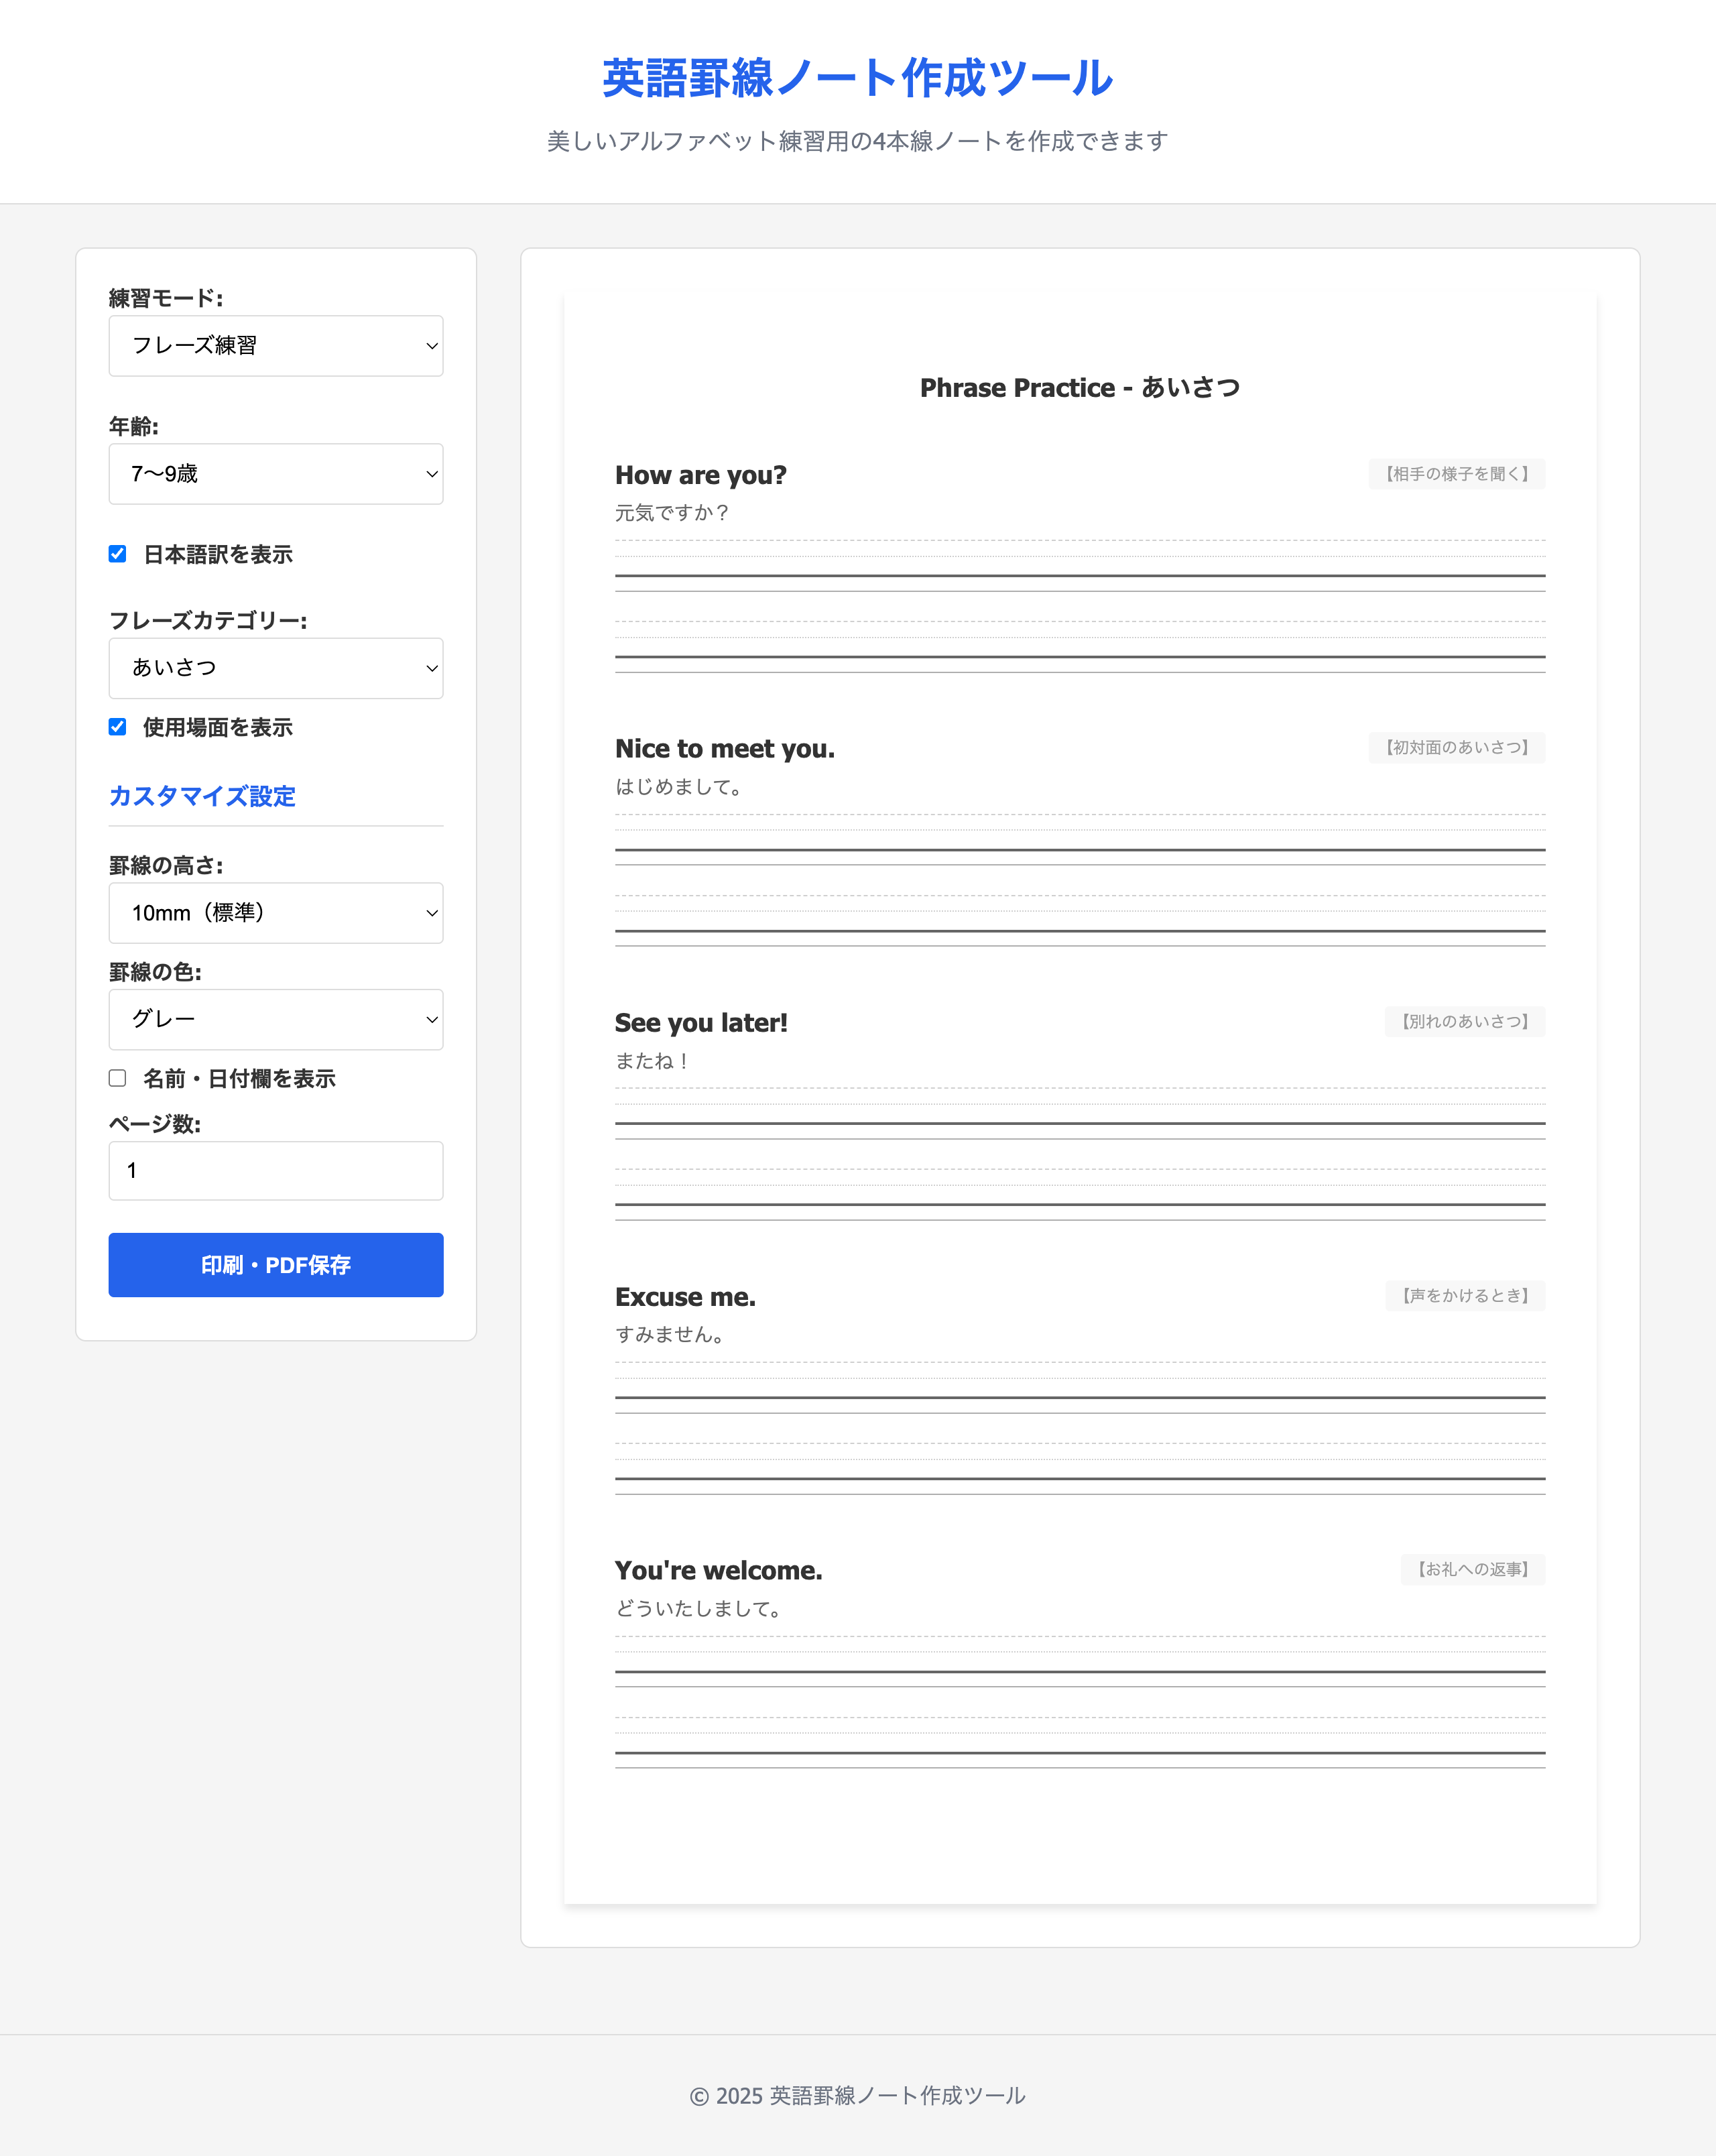 英語罫線ノート作成ツール
美しいアルファベット練習用の4本線ノートを作成できます
練習モード:
フレーズ練習
年齢:
7〜9歳
日本語訳を表示
フレーズカテゴリー:
あいさつ
使用場面を表示
カスタマイズ設定
罫線の高さ:
10mm（標準）
罫線の色:
グレー
名前・日付欄を表示
ページ数:
1
印刷・PDF保存
Phrase Practice - あいさつ
How are you?
【相手の様子を聞く】
元気ですか？
Nice to meet you.
【初対面のあいさつ】
はじめまして。
See you later!
【別れのあいさつ】
またね！
Excuse me.
【声をかけるとき】
すみません。
You're welcome.
【お礼への返事】
どういたしまして。
© 2025 英語罫線ノート作成ツール